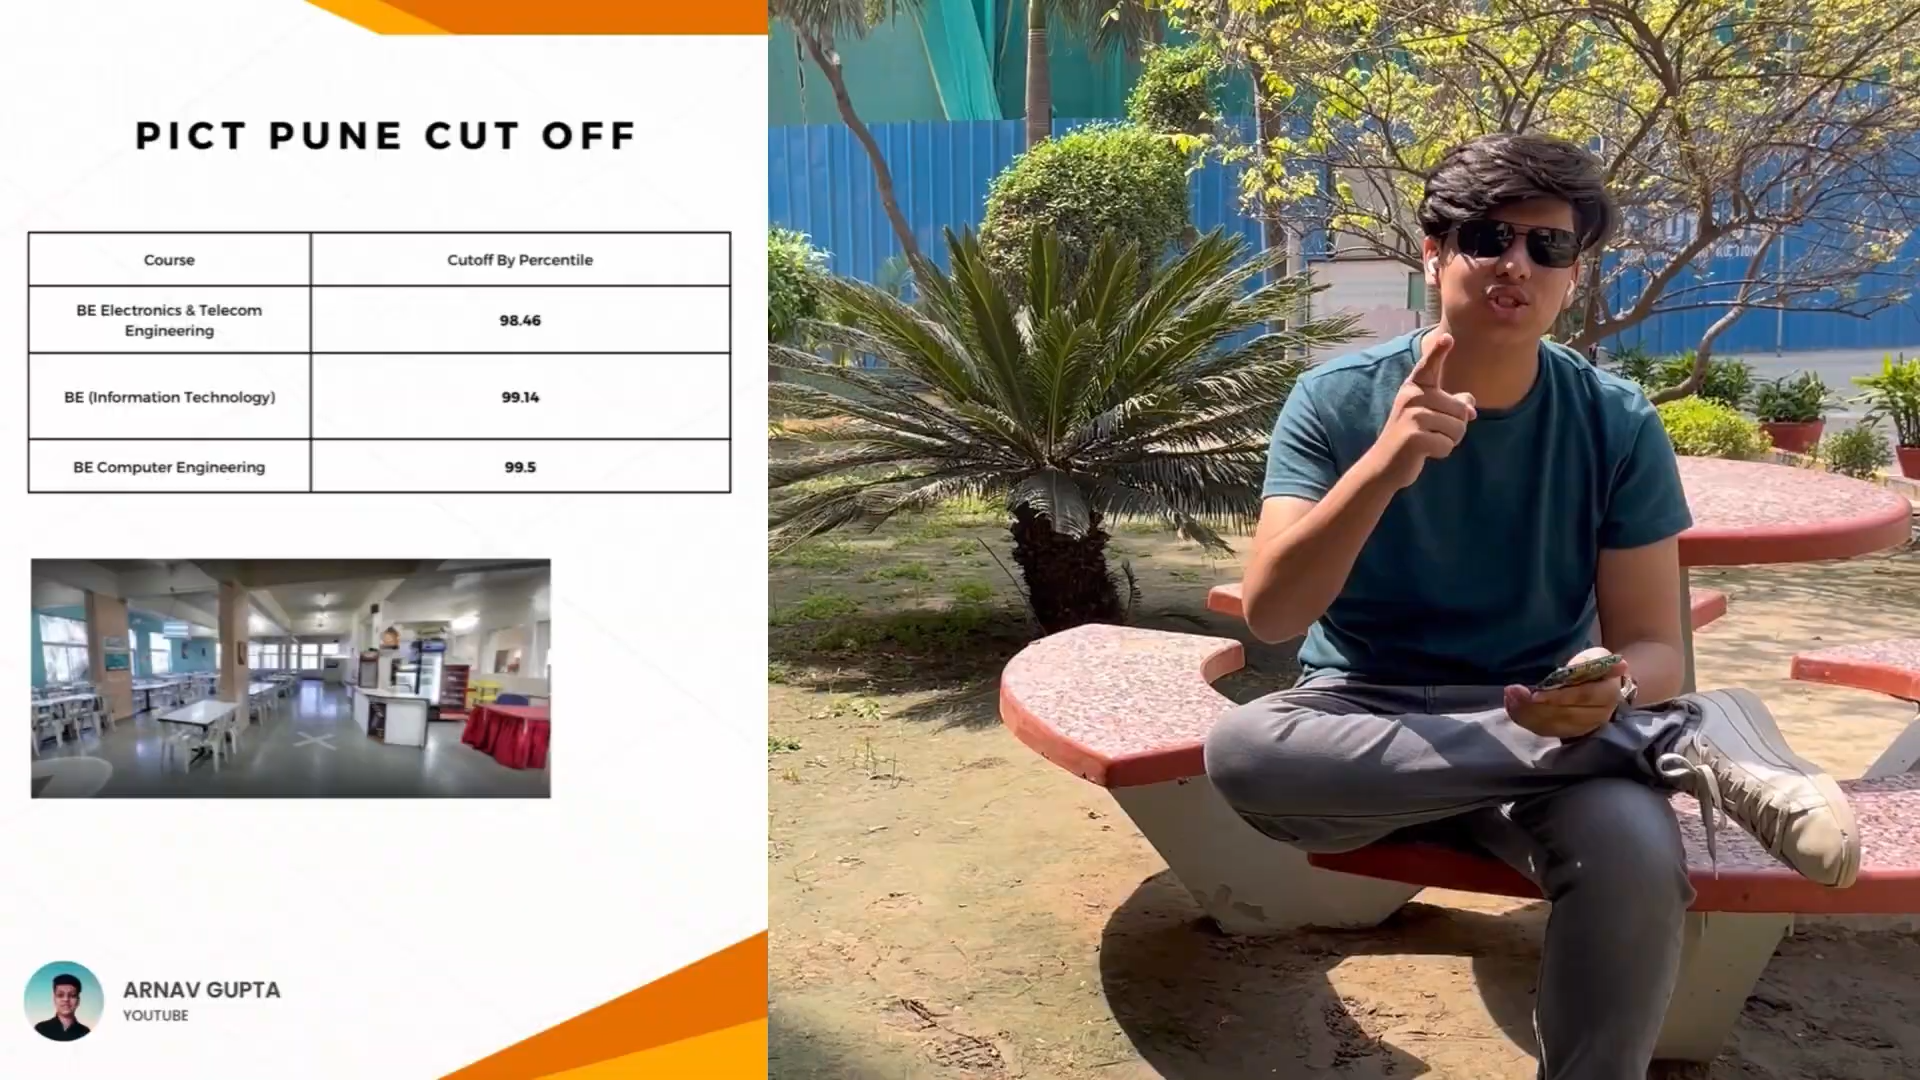 PICT PUNE CUT OFF
Course
Cutoff By Percentile
BE Electronics & Telecom
Engineering
98.46
BE (Information Technology)
99.14
BE Computer Engineering
99.5
ARNAV GUPTA
YOUTUBE